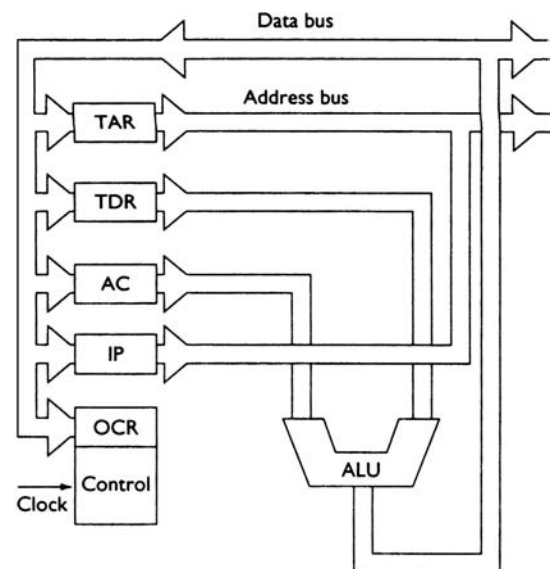 Data bus
Address bus
TAR
TDR
AC
IP
OCR
Control
Clock
ALU